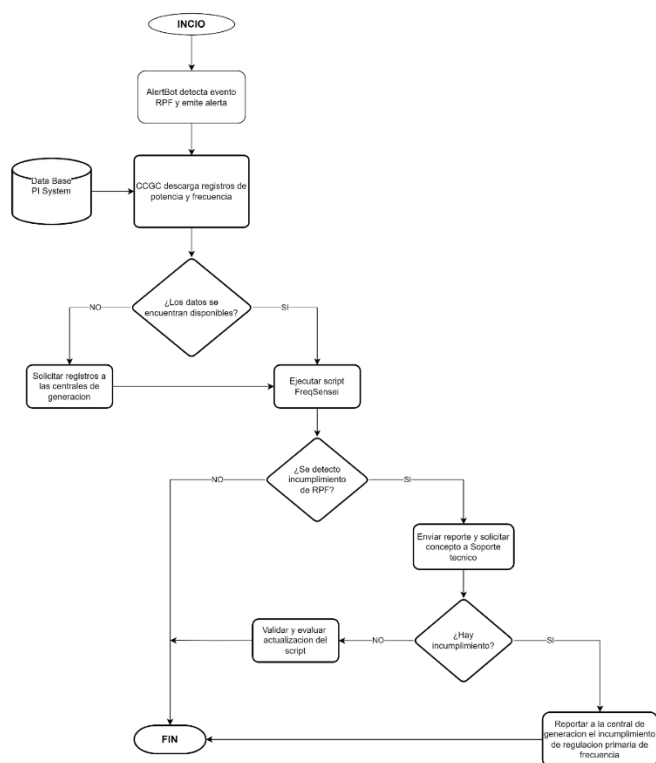 INCIO
AlertBot detecta evento
RPF y emite alerta
Data Base
PI System
CCGC descarga registros de
potencia y frecuencia
¿Los datos se
encuentran disponibles?
NO
SI
Solicitar registros a
las centrales de
generacion
Ejecutar script
FreqSensei
¿Se detecto
incumplimiento
de RPF?
NO
SI
Enviar reporte y solicitar
concepto a Soporte
tecnico
¿Hay
incumplimiento?
NO
SI
Validar y evaluar
actualizacion del
script
Reportar a la central de
generacion el incumplimiento
de regulacion primaria de
frecuencia
FIN